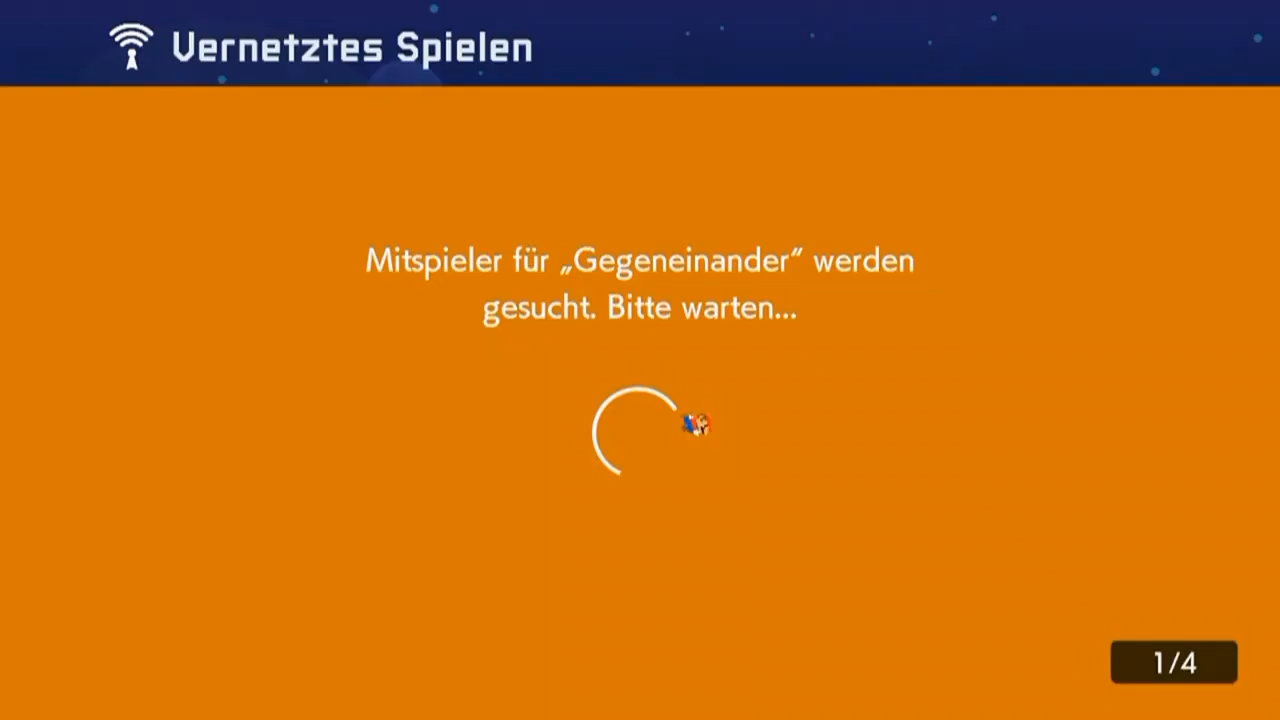 Vernetztes Spielen
Mitspieler für „Gegeneinander“ werden
gesucht. Bitte warten...
1/4